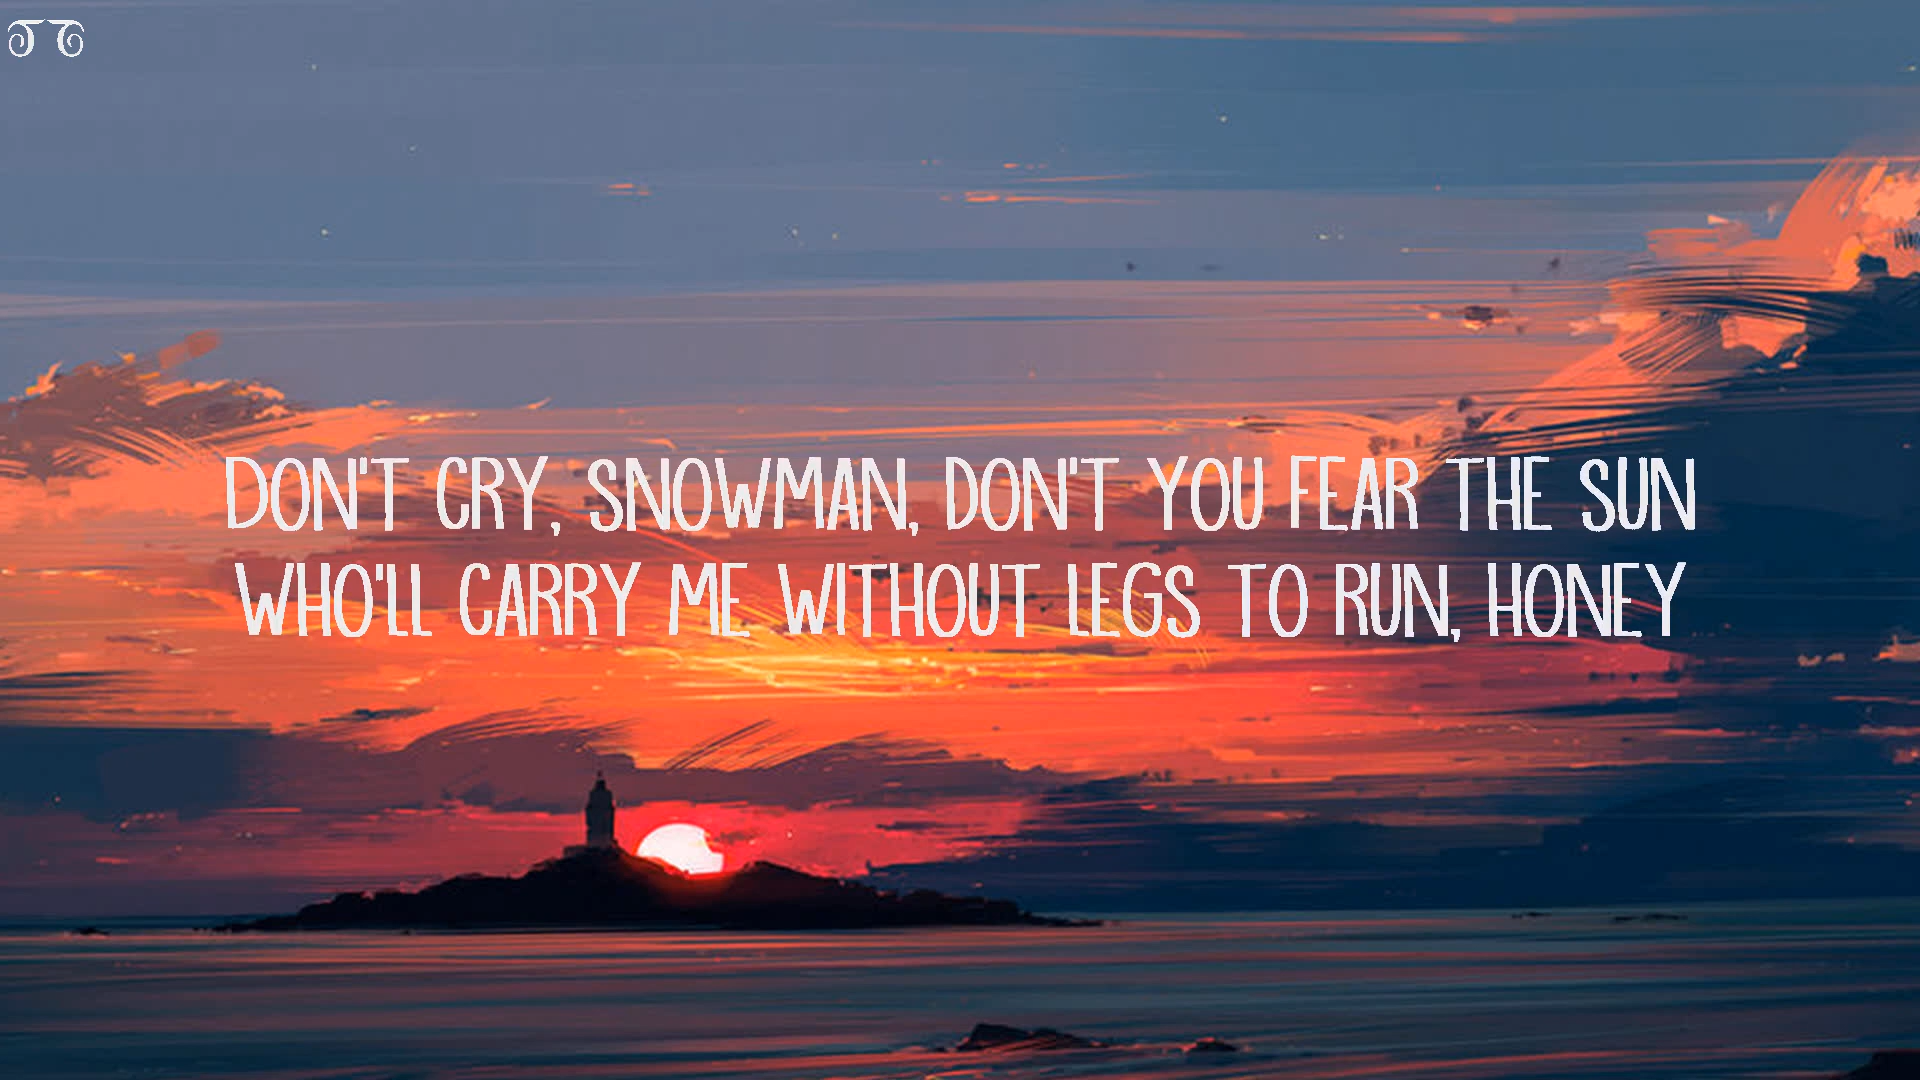 DON'T CRY, SNOWMAN, DON'T YOU FEAR THE SUN
WHO'LL CARRY ME WITHOUT LEGS TO RUN, HONEY